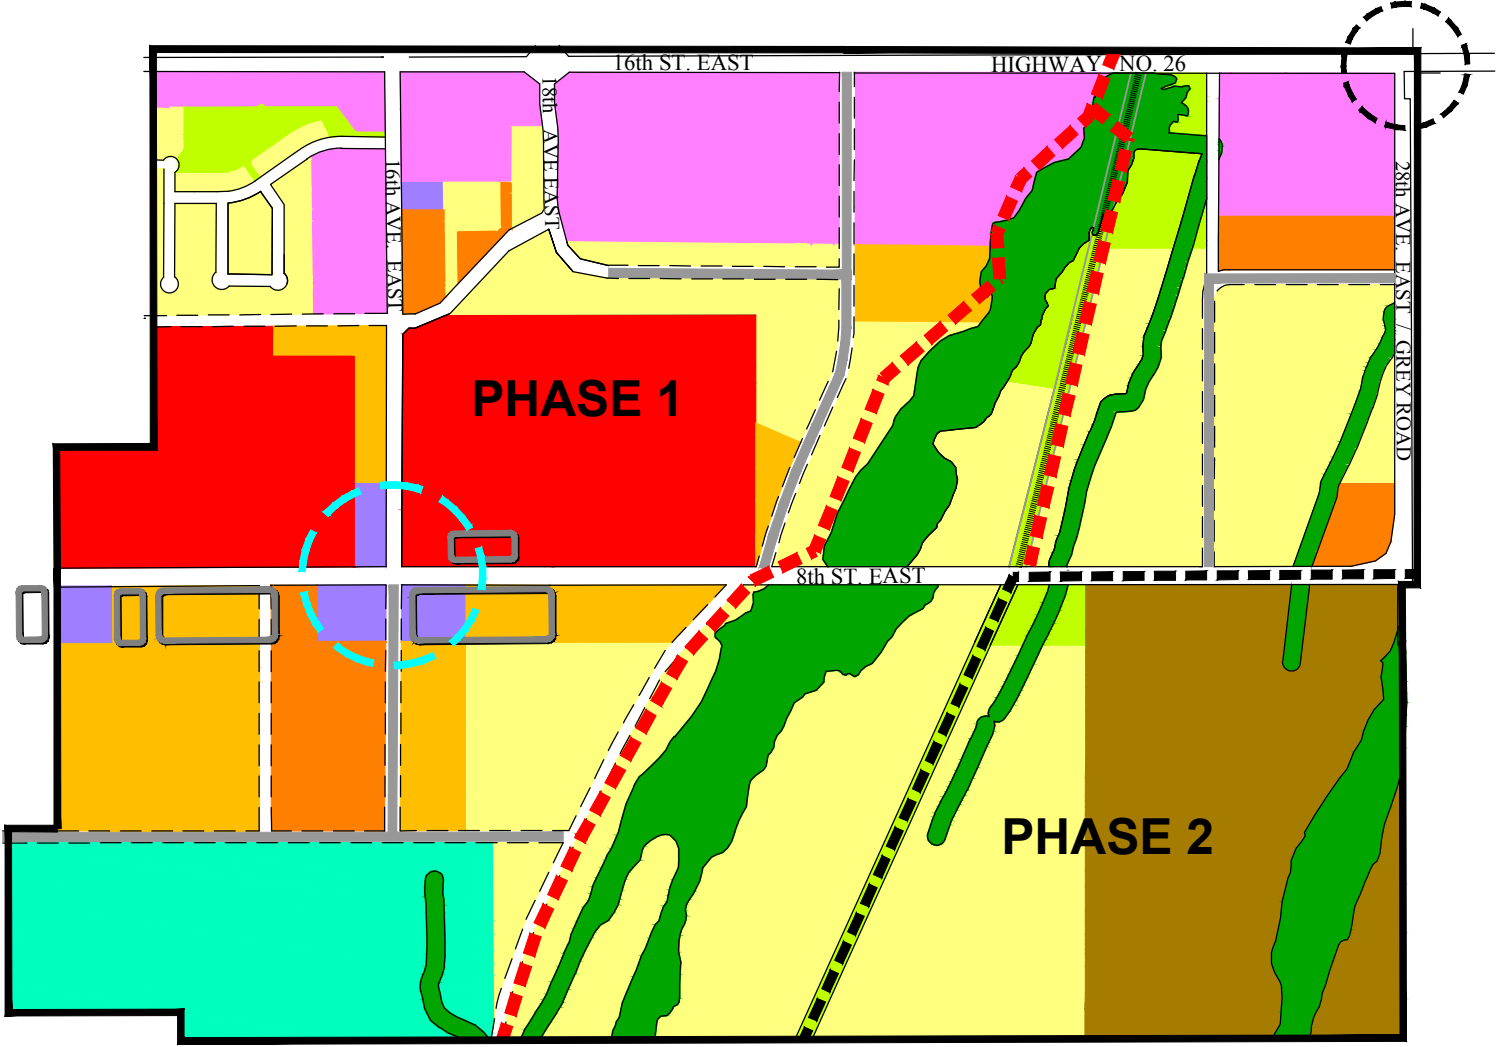 16th ST. EAST
HIGHWAY NO. 26
18th AVE EAST
16th AVE. EAST
28th AVE. EAST / GREY ROAD
PHASE 1
8th ST. EAST
PHASE 2